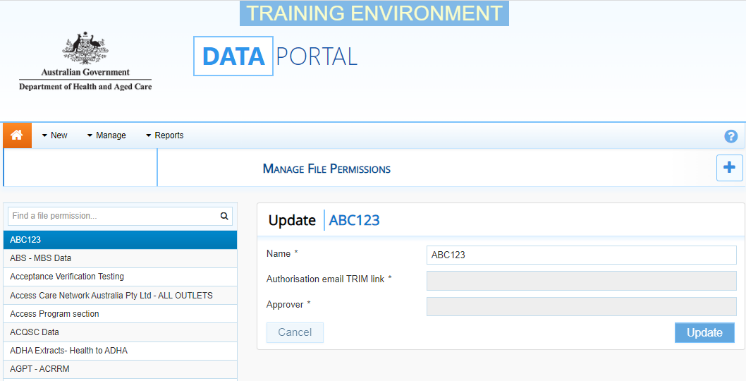 TRAINING ENVIRONMENT
DATA PORTAL
Australian Government
Department of Health and Aged Care
New Manage Reports ?
MANAGE FILE PERMISSIONS +
Find a file permission...
ABC123
ABS - MBS Data
Acceptance Verification Testing
Access Care Network Australia Pty Ltd - ALL OUTLETS
Access Program section
ACQSC Data
ADHA Extracts- Health to ADHA
AGPT - ACRRM
Update ABC123
Name * ABC123
Authorisation email TRIM link *
Approver *
Cancel Update